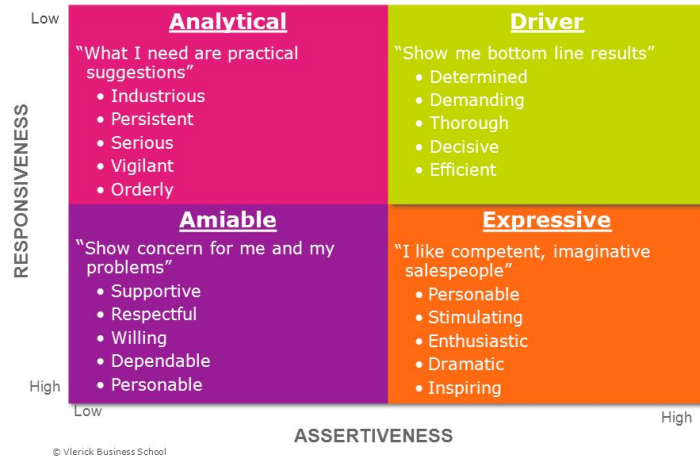 Low
Analytical
“What I need are practical
suggestions”
• Industrious
• Persistent
• Serious
• Vigilant
• Orderly
Driver
“Show me bottom line results”
• Determined
• Demanding
• Thorough
• Decisive
• Efficient
RESPONSIVENESS
Amiable
“Show concern for me and my
problems”
• Supportive
• Respectful
• Willing
• Dependable
• Personable
Expressive
“I like competent, imaginative
salespeople”
• Personable
• Stimulating
• Enthusiastic
• Dramatic
• Inspiring
High
Low
High
ASSERTIVENESS
© Vlerick Business School